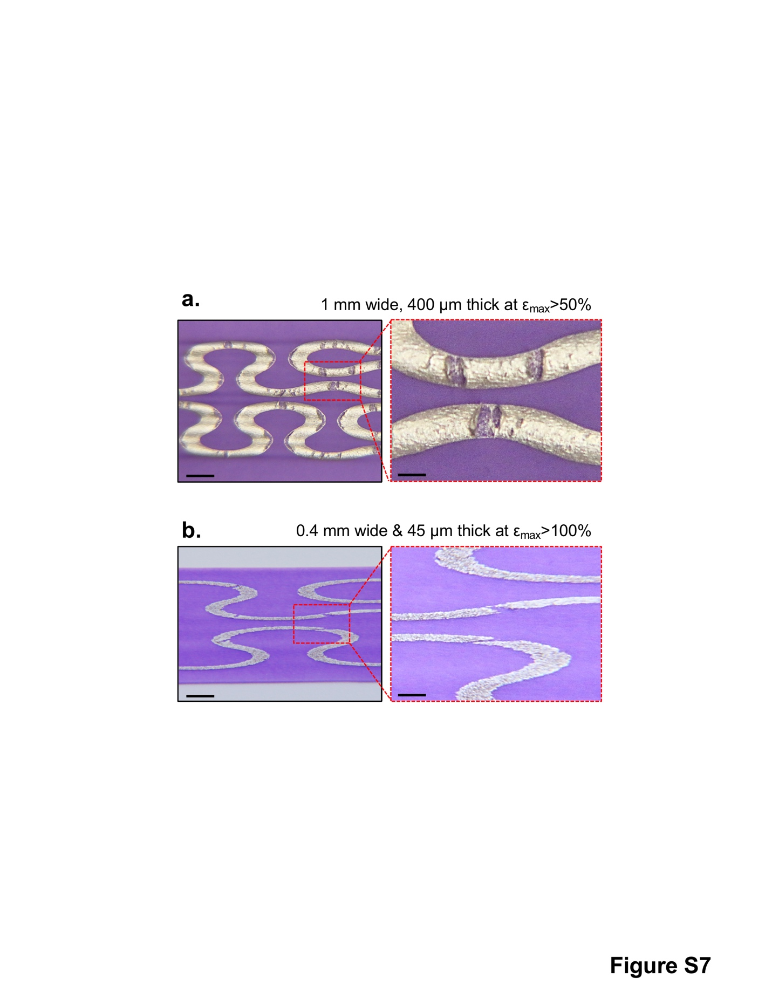 a.
1 mm wide, 400 μm thick at εmax>50%
b.
0.4 mm wide & 45 μm thick at εmax>100%
Figure S7